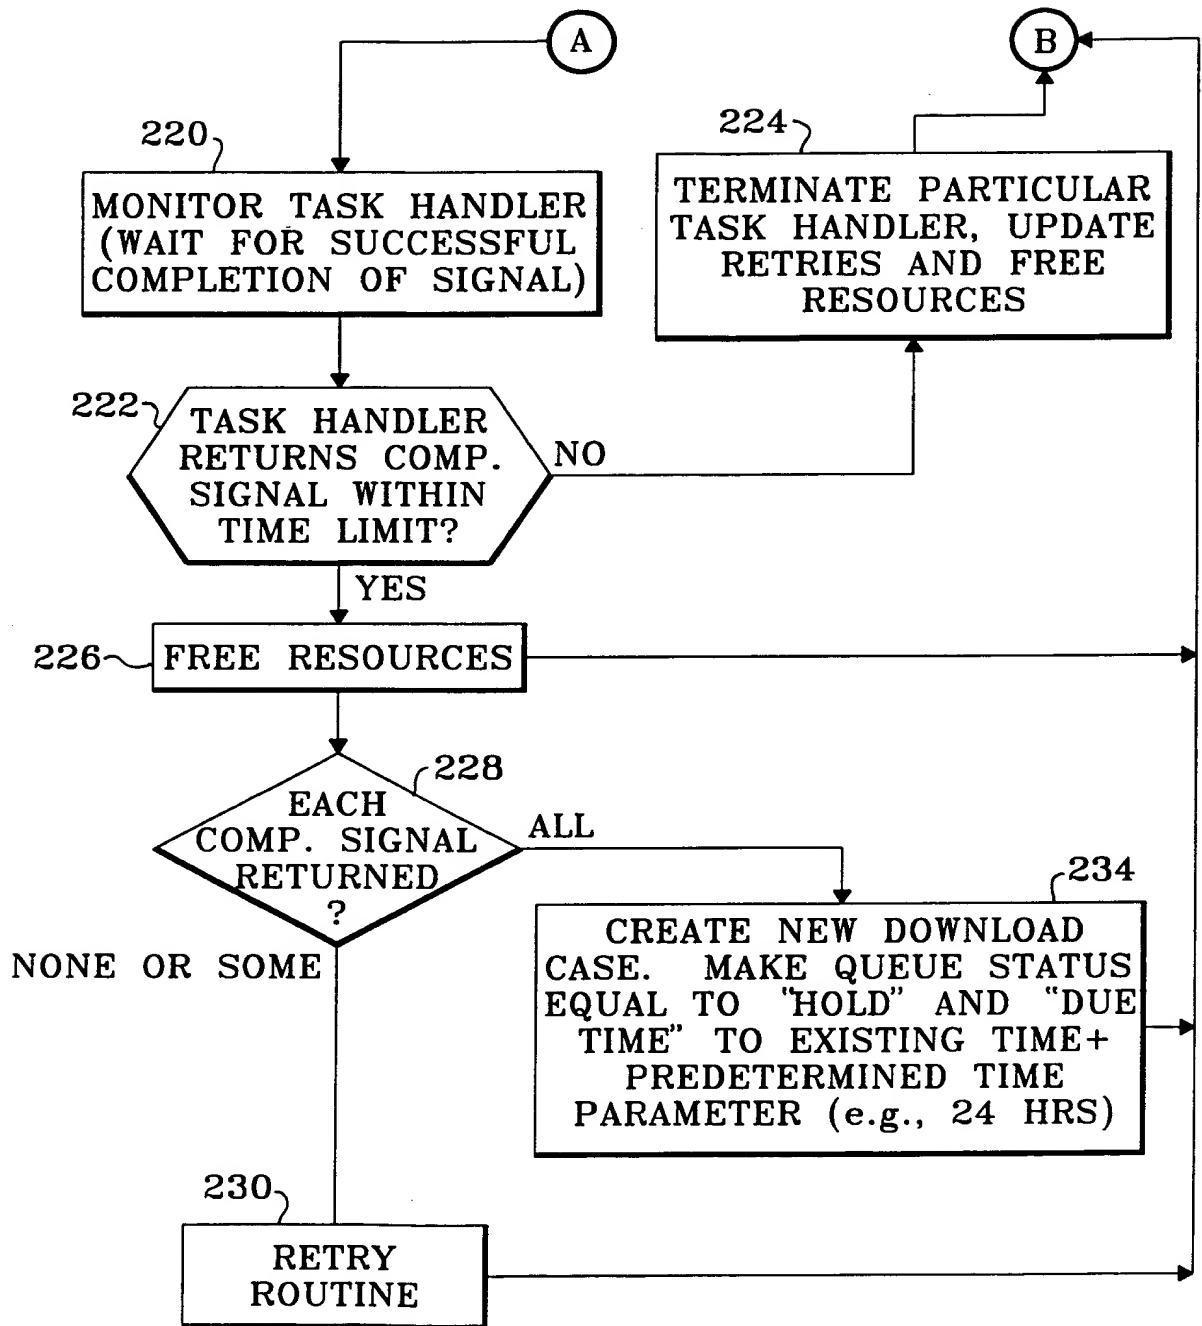 A
B
220
MONITOR TASK HANDLER
(WAIT FOR SUCCESSFUL
COMPLETION OF SIGNAL)
224
TERMINATE PARTICULAR
TASK HANDLER, UPDATE
RETRIES AND FREE
RESOURCES
222
TASK HANDLER
RETURNS COMP.
SIGNAL WITHIN
TIME LIMIT?
NO
YES
226
FREE RESOURCES
228
EACH
COMP. SIGNAL
RETURNED
?
ALL
NONE OR SOME
234
CREATE NEW DOWNLOAD
CASE. MAKE QUEUE STATUS
EQUAL TO "HOLD" AND "DUE
TIME" TO EXISTING TIME+
PREDETERMINED TIME
PARAMETER (e.g., 24 HRS)
230
RETRY
ROUTINE